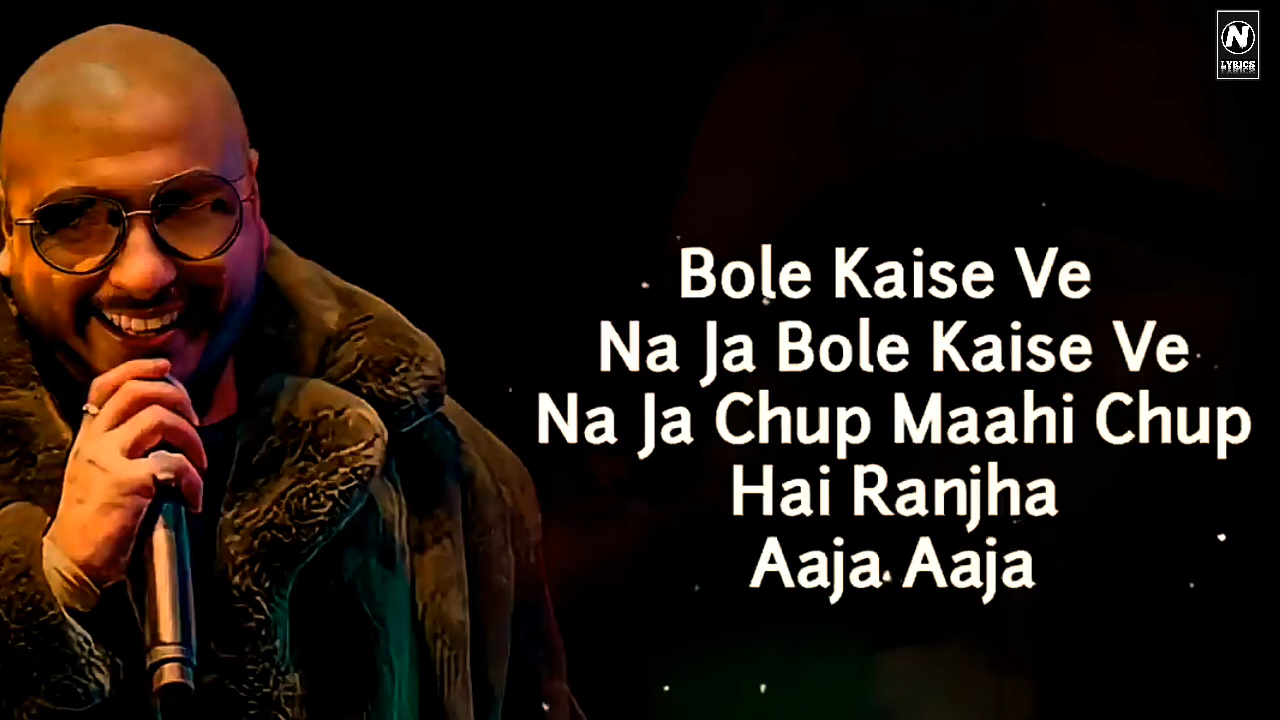 N
LYRICS
Bole Kaise Ve
Na Ja Bole Kaise Ve
Na Ja Chup Maahi Chup
Hai Ranjha
Aaja Aaja